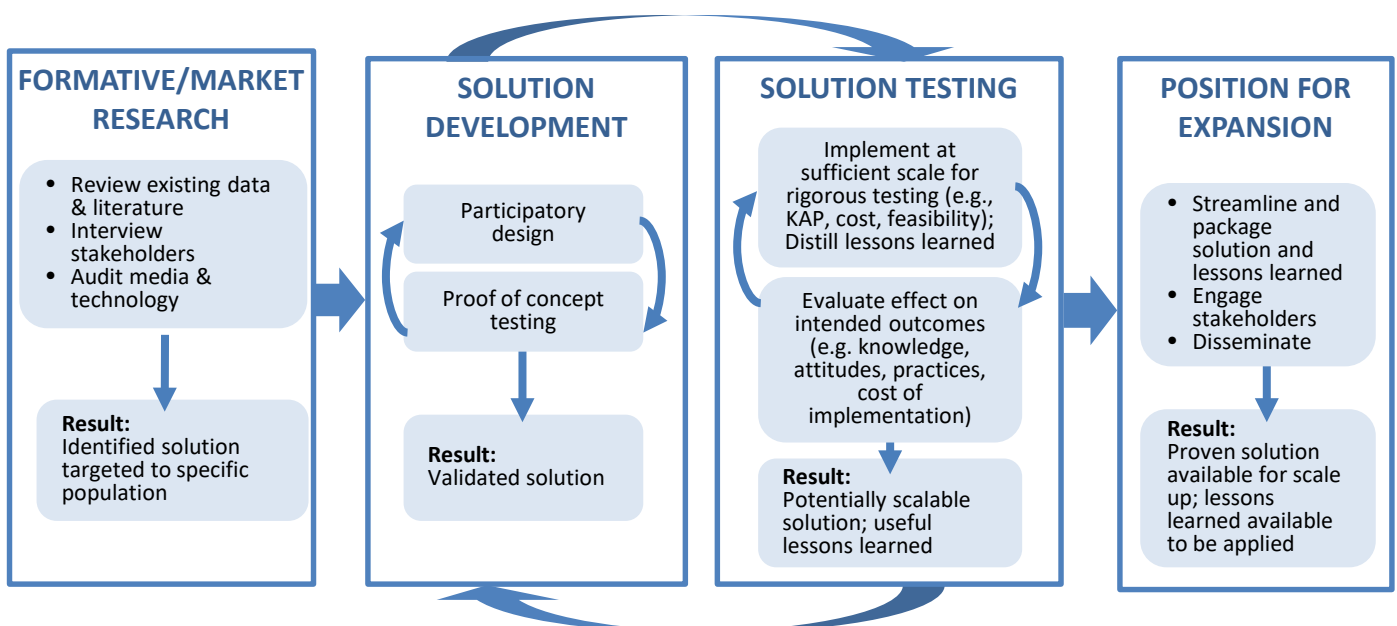 FORMATIVE/MARKET
RESEARCH
• Review existing data
& literature
• Interview
stakeholders
• Audit media &
technology
Result:
Identified solution
targeted to specific
population
SOLUTION
DEVELOPMENT
Participatory
design
Proof of concept
testing
Result:
Validated solution
SOLUTION TESTING
Implement at
sufficient scale for
rigorous testing (e.g.,
KAP, cost, feasibility);
Distill lessons learned
Evaluate effect on
intended outcomes
(e.g. knowledge,
attitudes, practices,
cost of
implementation)
Result:
Potentially scalable
solution; useful
lessons learned
POSITION FOR
EXPANSION
• Streamline and
package
solution and
lessons learned
• Engage
stakeholders
• Disseminate
Result:
Proven solution
available for scale
up; lessons
learned available
to be applied